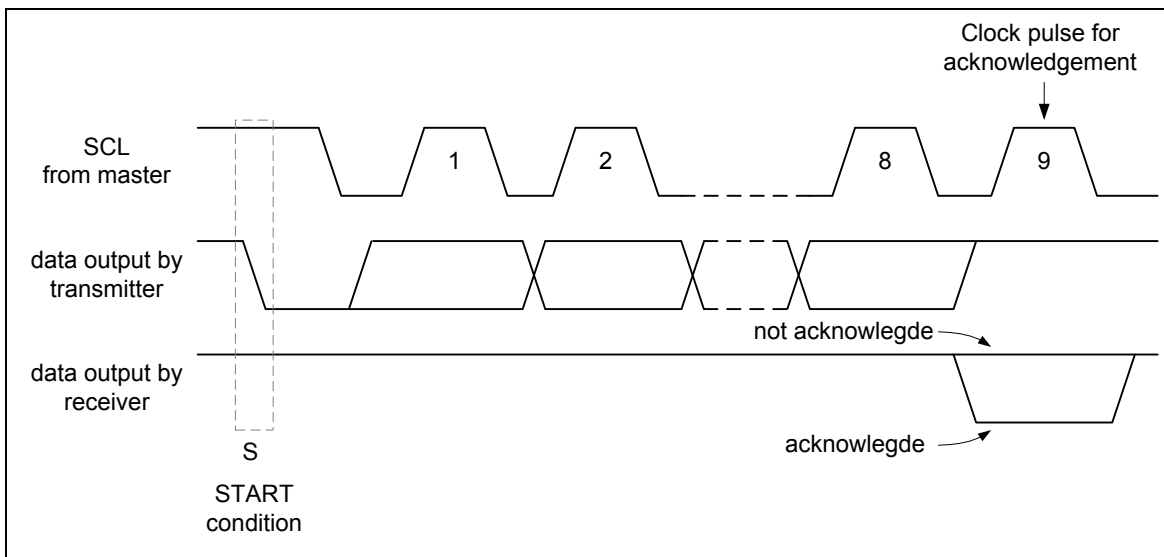 Clock pulse for
acknowledgement
SCL
from master
1
2
8
9
data output by
transmitter
not acknowlegde
data output by
receiver
acknowlegde
S
START
condition